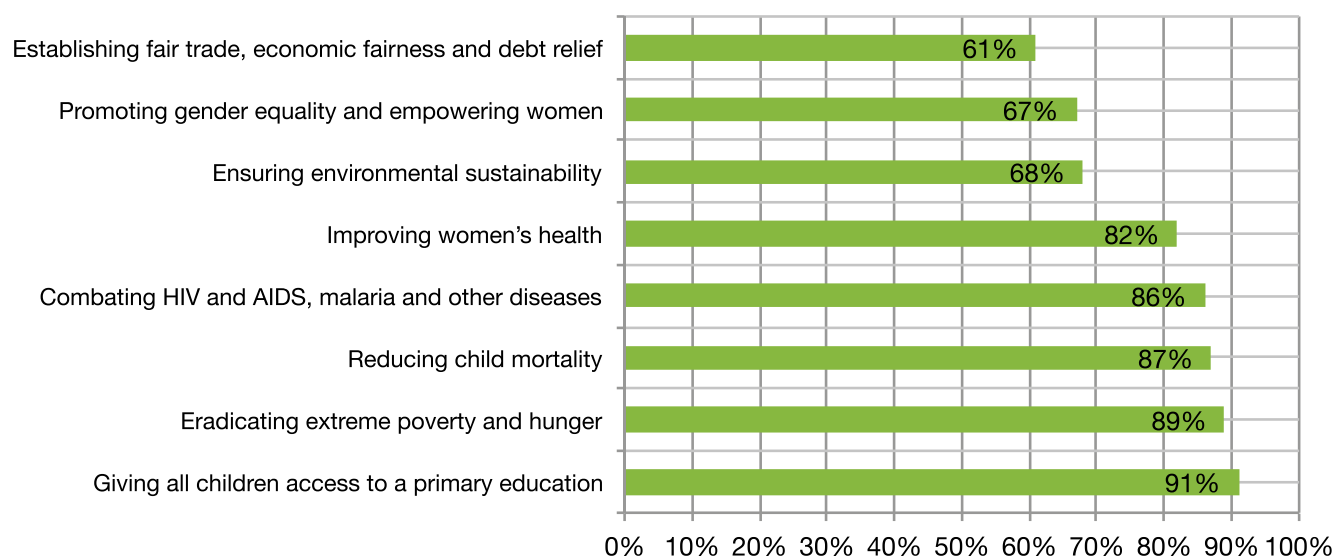 Establishing fair trade, economic fairness and debt relief 61%
Promoting gender equality and empowering women 67%
Ensuring environmental sustainability 68%
Improving women’s health 82%
Combating HIV and AIDS, malaria and other diseases 86%
Reducing child mortality 87%
Eradicating extreme poverty and hunger 89%
Giving all children access to a primary education 91%
0% 10% 20% 30% 40% 50% 60% 70% 80% 90% 100%